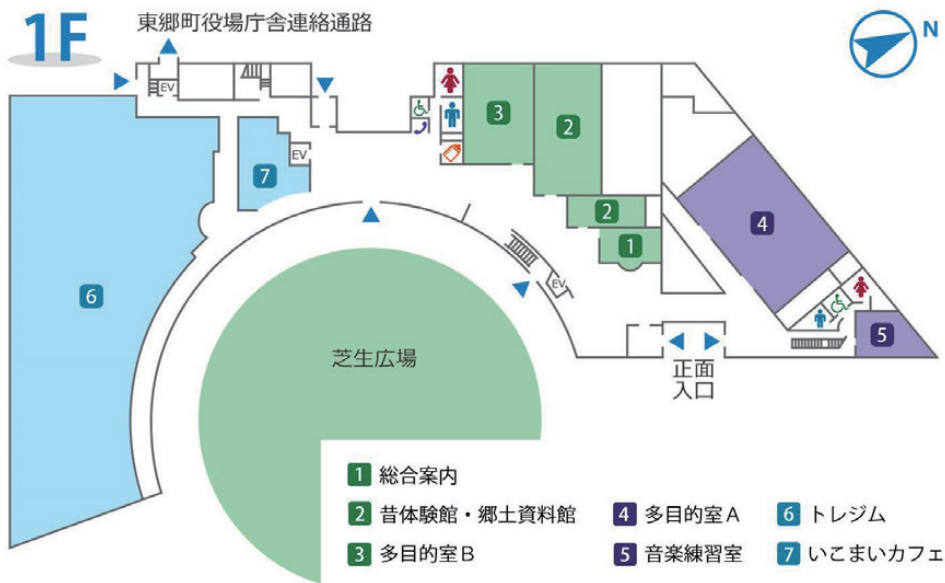 1F
東郷町役場庁舎連絡通路
N
EV
EV
3
2
7
2
4
1
6
EV
5
芝生広場
正面
入口
1 総合案内
2 昔体験館・郷土資料館
3 多目的室B
4 多目的室A
5 音楽練習室
6 トレジム
7 いこまいカフェ